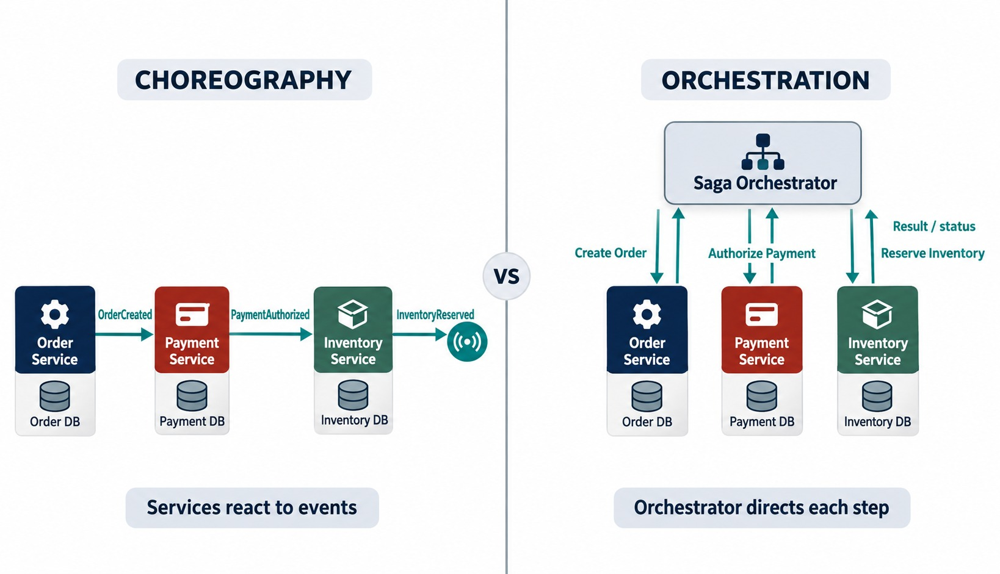 CHOREOGRAPHY
OrderCreated
PaymentAuthorized
InventoryReserved
Order
Service
Payment
Service
Inventory
Service
Order DB
Payment DB
Inventory DB
Services react to events
VS
ORCHESTRATION
Saga Orchestrator
Result / status
Create Order
Authorize Payment
Reserve Inventory
Order
Service
Payment
Service
Inventory
Service
Order DB
Payment DB
Inventory DB
Orchestrator directs each step